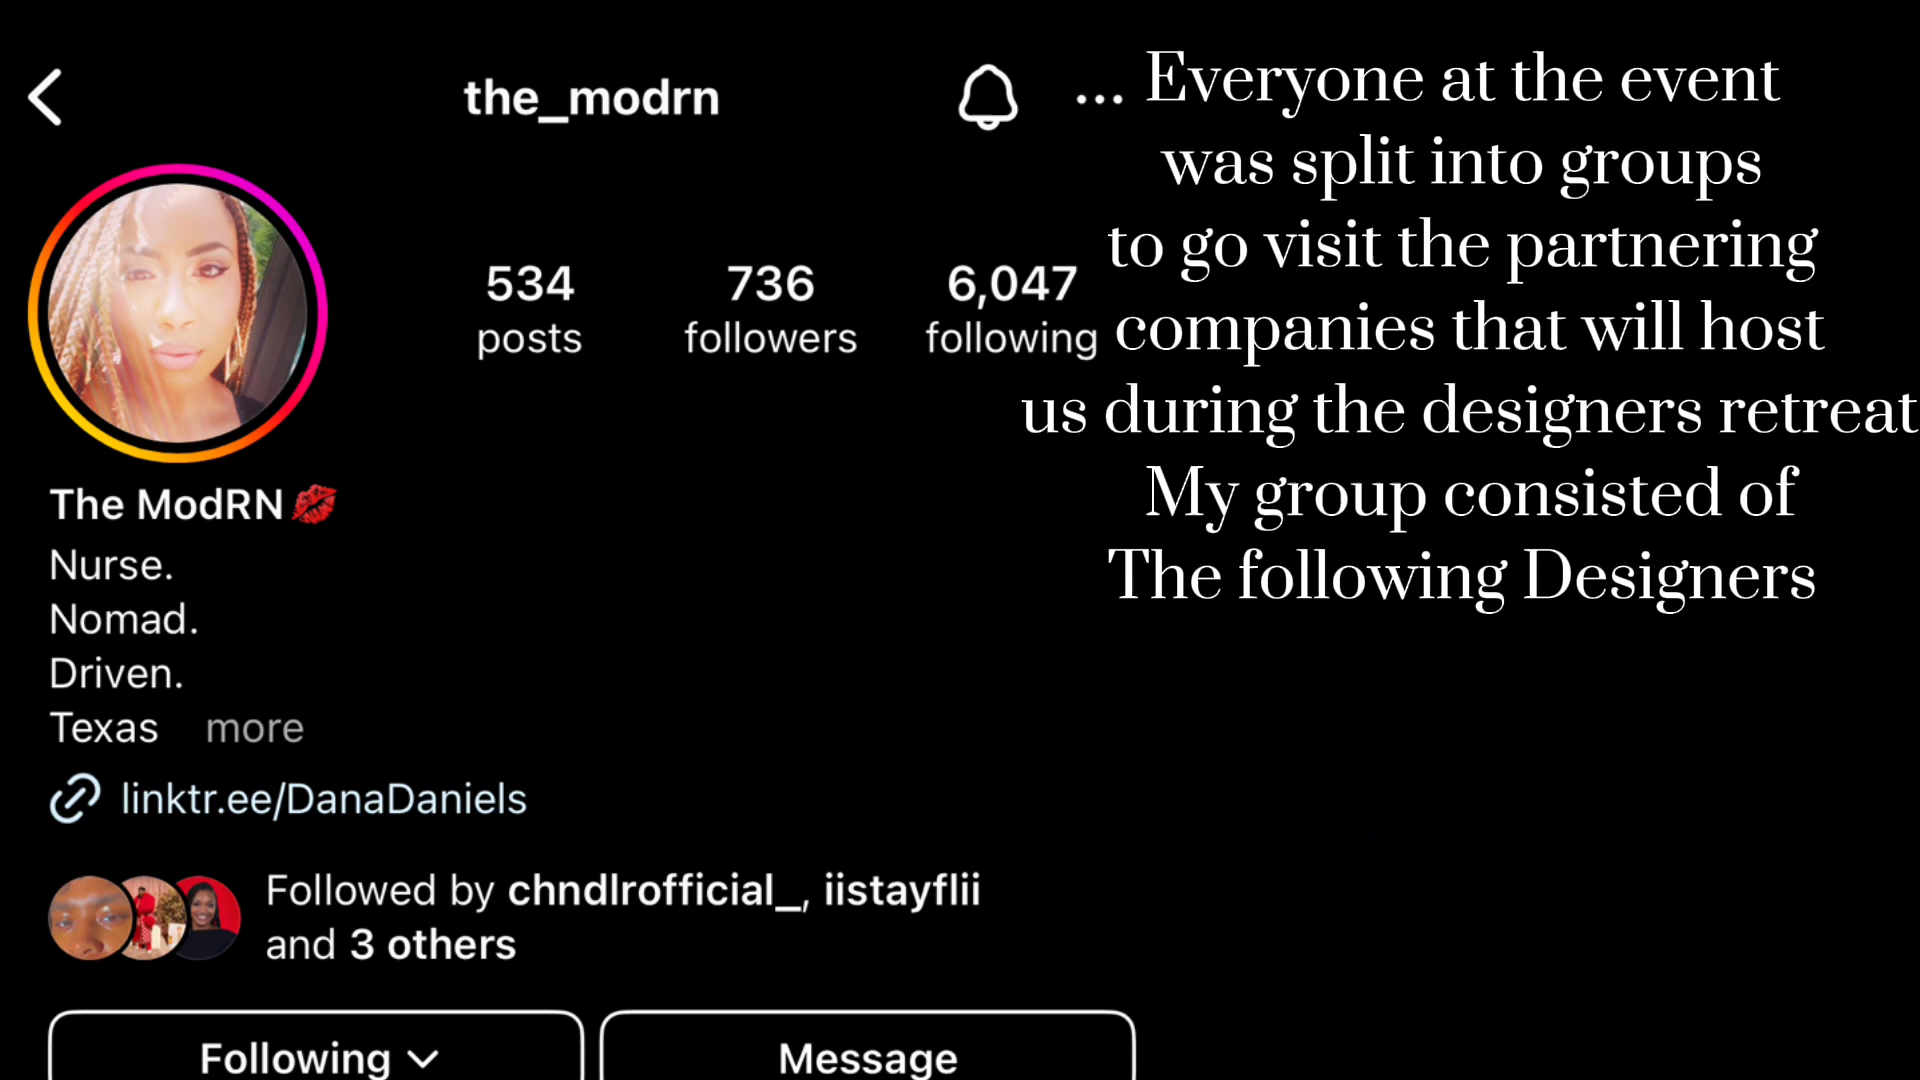 the_modrn
...
534
posts
736
followers
6,047
following
The ModRN💋
Nurse.
Nomad.
Driven.
Texas more
linktr.ee/DanaDaniels
Followed by chndlrofficial_, iistayflii
and 3 others
Following
Message
Everyone at the event
was split into groups
to go visit the partnering
companies that will host
us during the designers retreat
My group consisted of
The following Designers